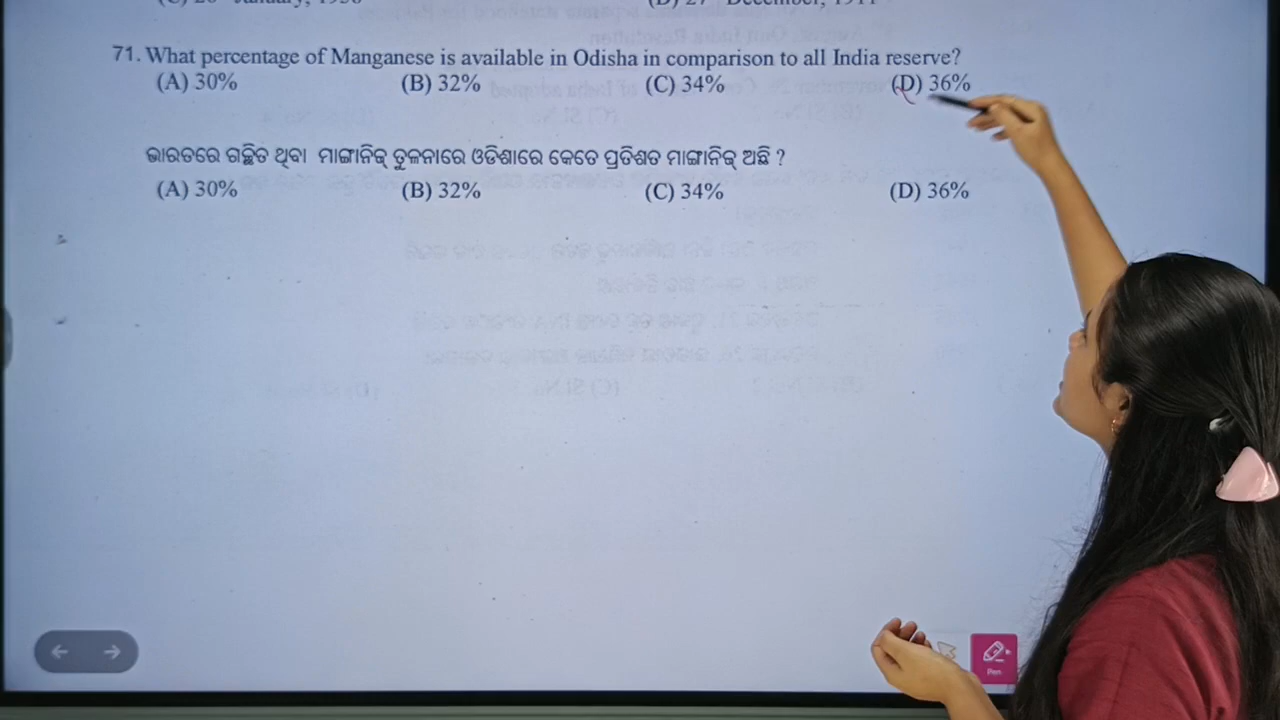 71. What percentage of Manganese is available in Odisha in comparison to all India reserve?
(A) 30% (B) 32% (C) 34% (D) 36%
ଭାରତରେ ଗଚ୍ଛିତ ଥିବା ମାଙ୍ଗାନିଜ୍ ତୁଳନାରେ ଓଡିଶାରେ କେତେ ପ୍ରତିଶତ ମାଙ୍ଗାନିଜ୍ ଅଛି ?
(A) 30% (B) 32% (C) 34% (D) 36%
Pen